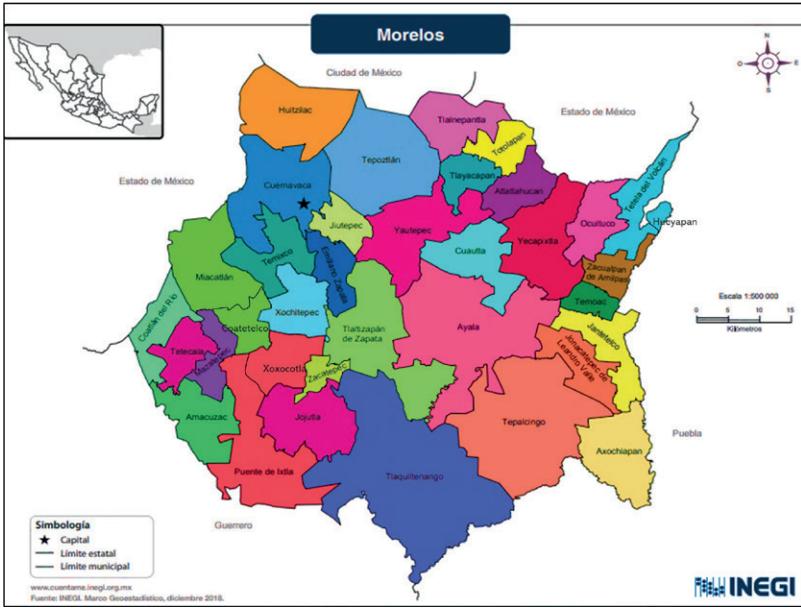 Morelos
N
O
E
S
Ciudad de México
Estado de México
Estado de México
Huitzilac
Tlalnepantla
Totolapan
Tepoztlán
Tlayacapan
Atlatlahucan
Cuernavaca
Jiutepec
Yautepec
Cuautla
Yecapixtla
Ocuituco
Tetela del Volcán
Hueyapan
Zacualpan
de Amilpas
Temoac
Temixco
Emiliano Zapata
Miacatlán
Xochitepec
Coatlán del Río
Coatetelco
Tlaltizapán
de Zapata
Ayala
Jantetelco
Jonacatepec de
Leandro Valle
Tetecala
Mazatepec
Xoxocotla
Zacatepec
Amacuzac
Jojutla
Puente de Ixtla
Tlaquiltenango
Tepalcingo
Axochiapan
Puebla
Guerrero
Escala 1:500 000
0 5 10 15
Kilómetros
Simbología
Capital
Límite estatal
Límite municipal
www.cuentame.inegi.org.mx
Fuente: INEGI. Marco Geoestadístico, diciembre 2018.
INEGI